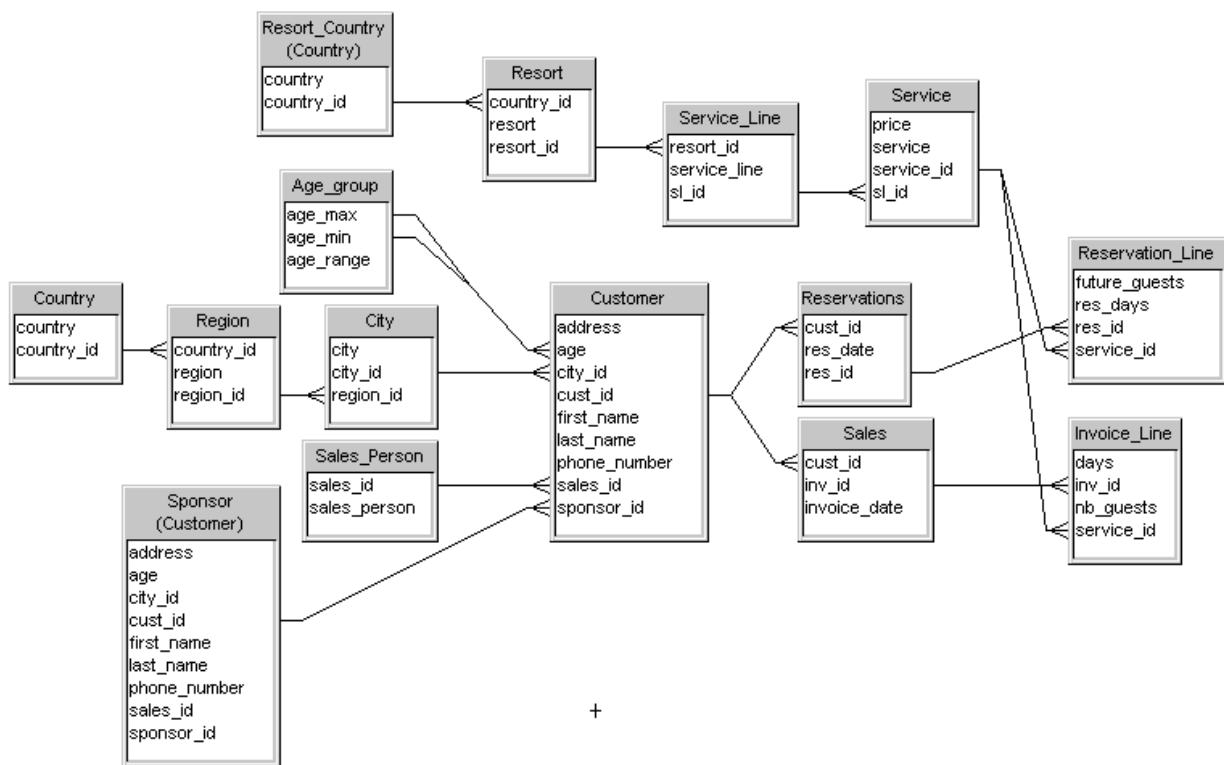 Resort_Country
(Country)
country
country_id
Resort
country_id
resort
resort_id
Service_Line
resort_id
service_line
sl_id
Service
price
service
service_id
sl_id
Age_group
age_max
age_min
age_range
Country
country
country_id
Region
country_id
region
region_id
City
city
city_id
region_id
Customer
address
age
city_id
cust_id
first_name
last_name
phone_number
sales_id
sponsor_id
Reservations
cust_id
res_date
res_id
Reservation_Line
future_guests
res_days
res_id
service_id
Sales_Person
sales_id
sales_person
Sales
cust_id
inv_id
invoice_date
Invoice_Line
days
inv_id
nb_guests
service_id
Sponsor
(Customer)
address
age
city_id
cust_id
first_name
last_name
phone_number
sales_id
sponsor_id